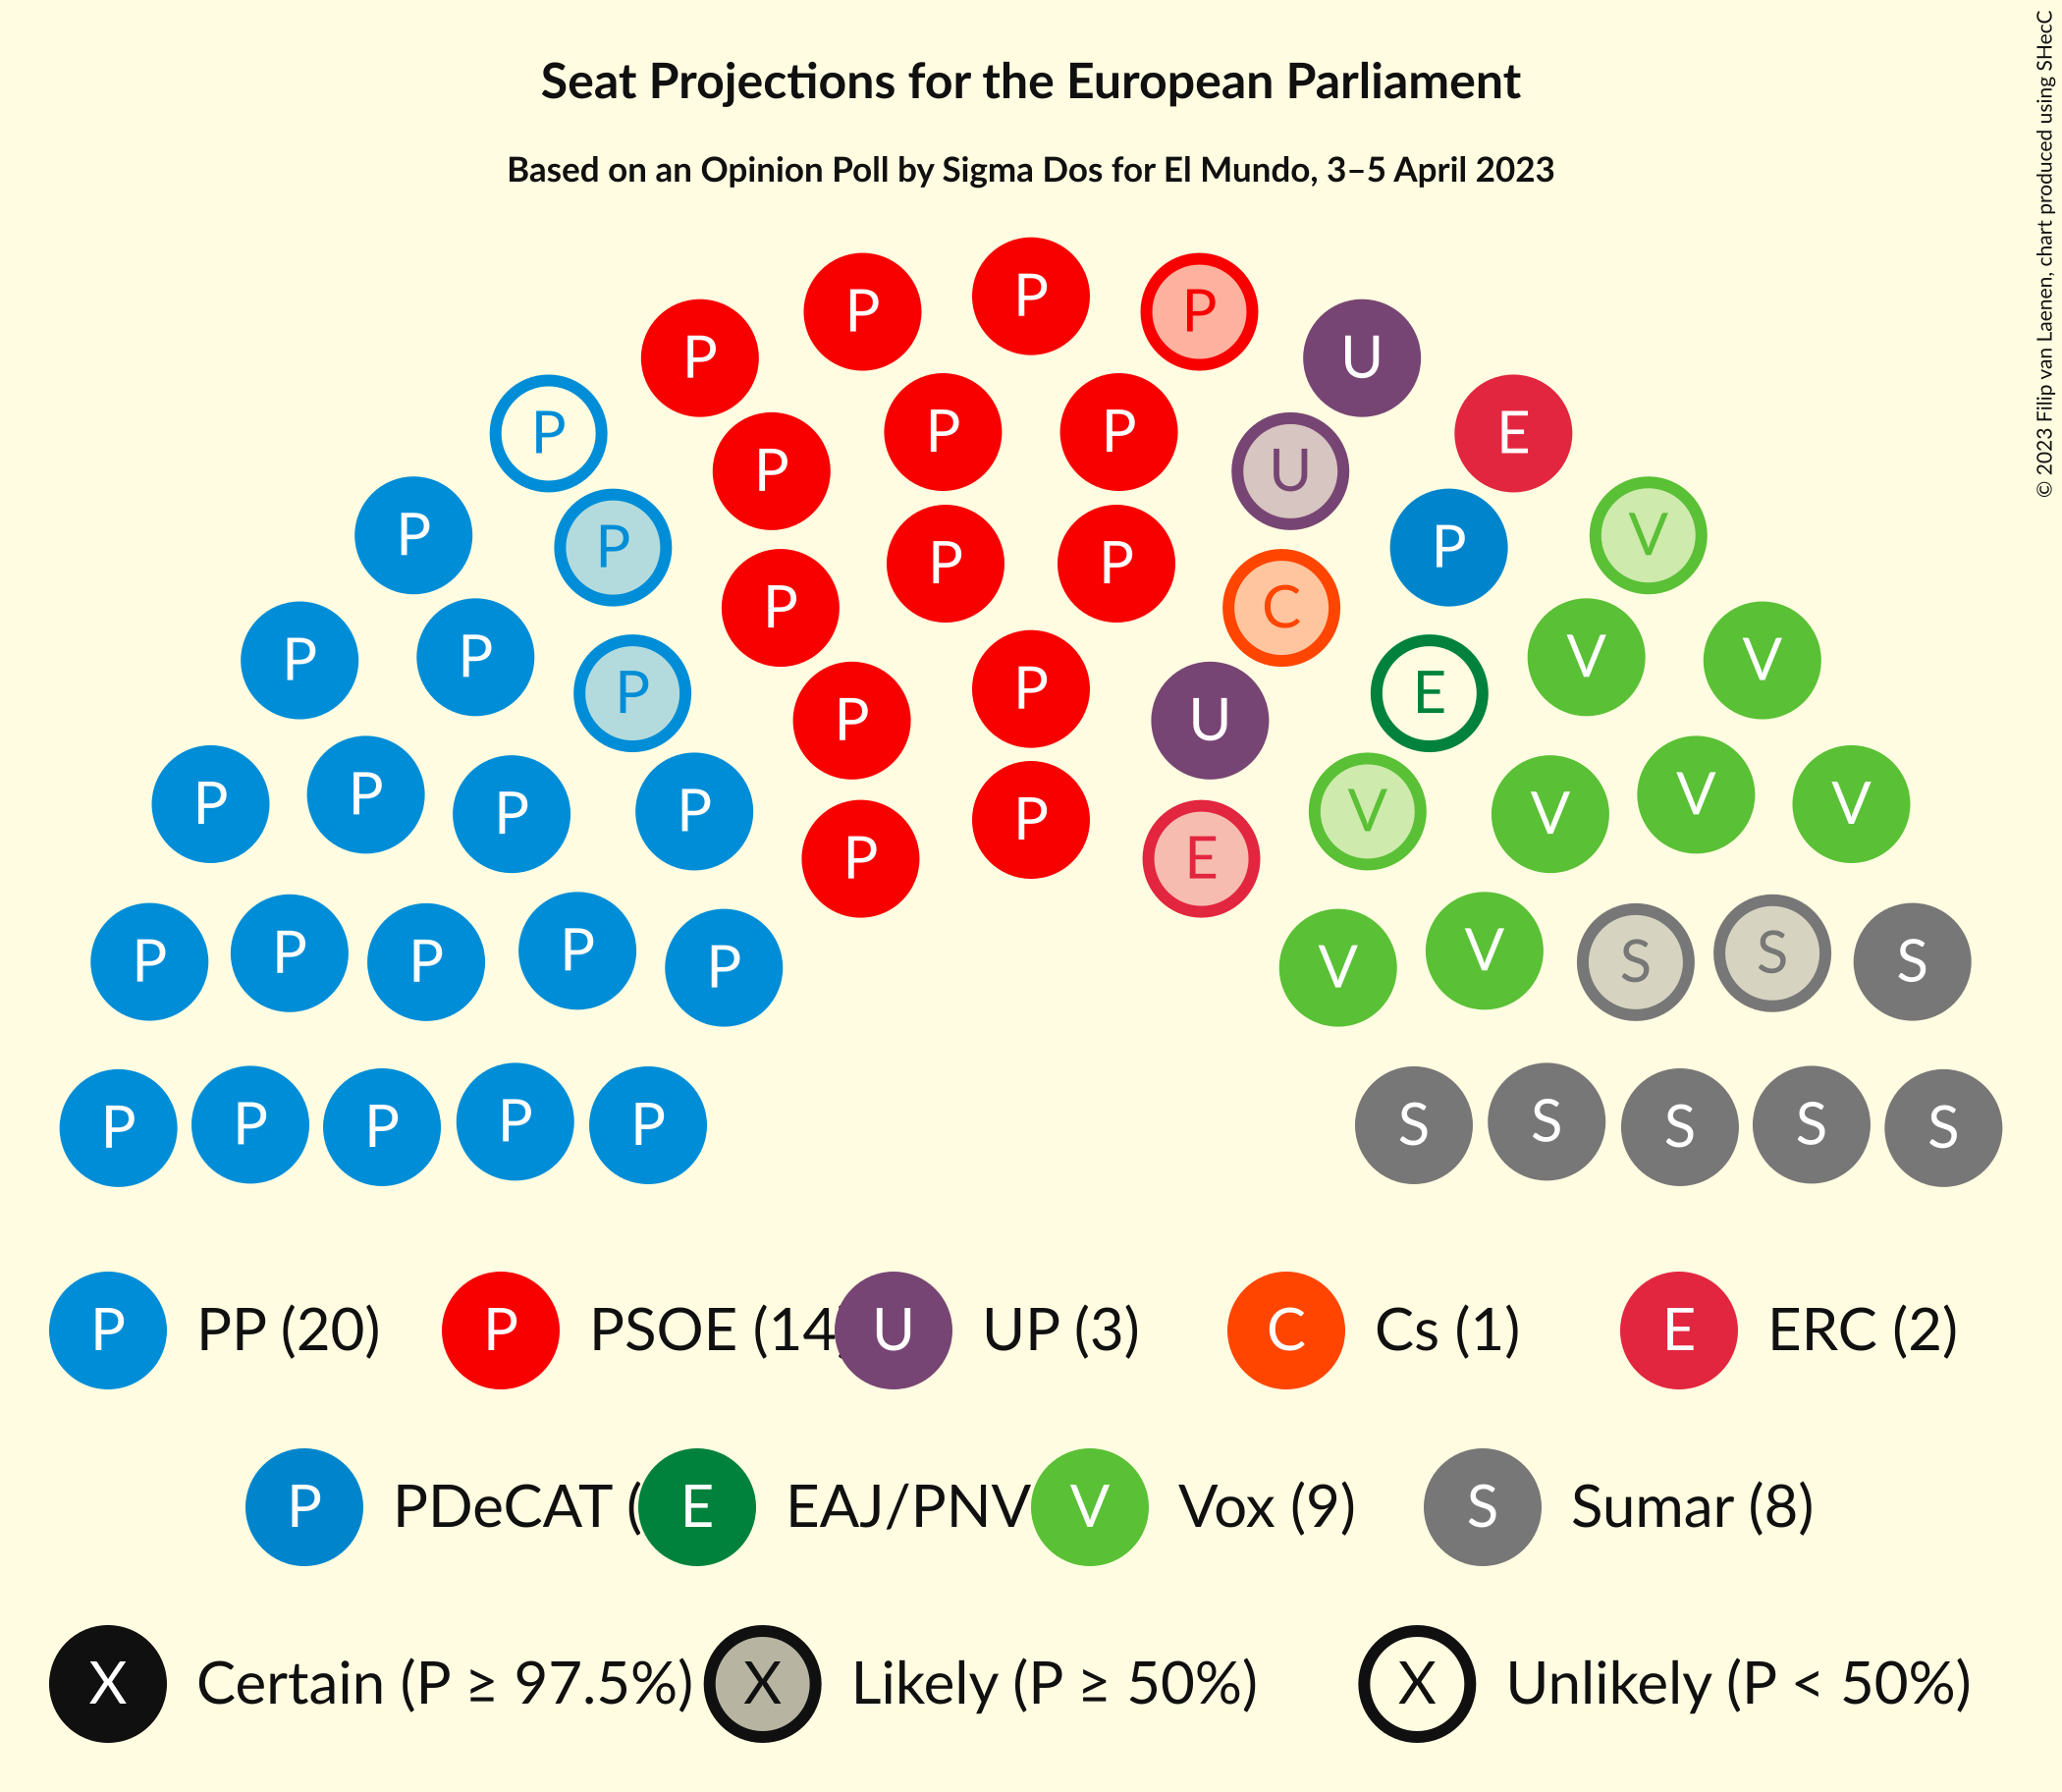 Seat Projections for the European Parliament
Based on an Opinion Poll by Sigma Dos for El Mundo, 3–5 April 2023
© 2023 Filip van Laenen, chart produced using SHecC
P
P P P U
P P P E
P P P U
P P P P V
P P C
P P P P E V V
P P U
P P P P P V V V V
P E
P P P P P V V S S S
P P P P P S S S S S
P PP (20) P PSOE (14 U UP (3) C Cs (1) E ERC (2)
P PDeCAT ( E EAJ/PNV V Vox (9) S Sumar (8)
X Certain (P ≥ 97.5%) X Likely (P ≥ 50%) X Unlikely (P < 50%)